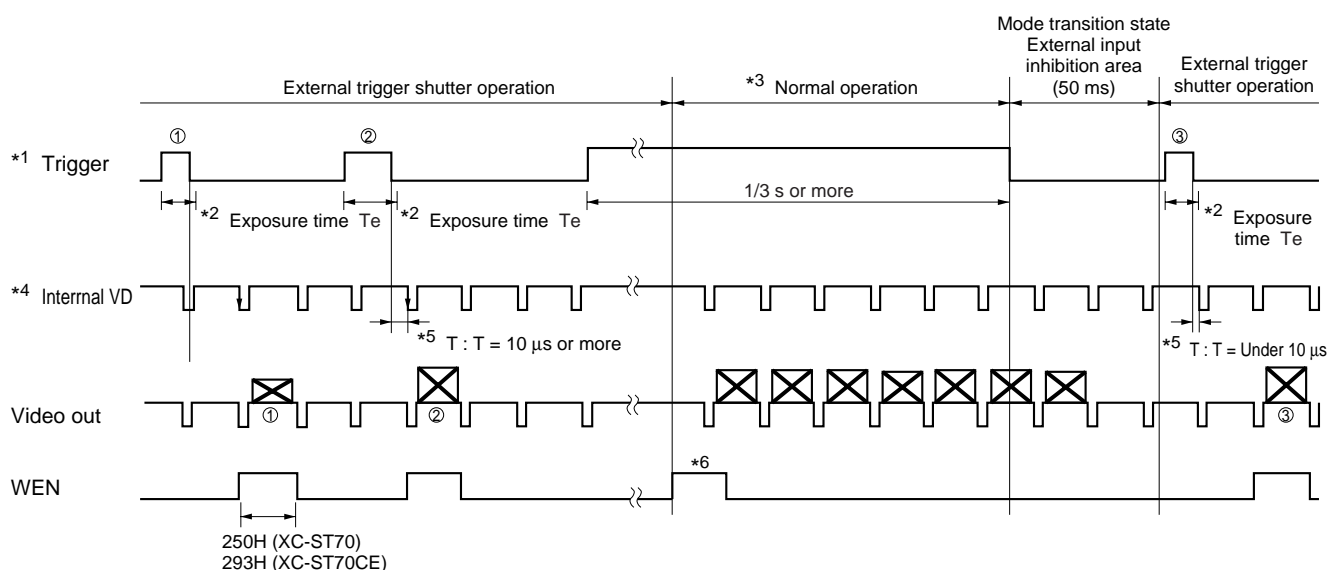 Mode transition state
External input
inhibition area
(50 ms)
External trigger shutter operation
*3 Normal operation
External trigger
shutter operation
*1 Trigger
①
②
③
1/3 s or more
*2 Exposure time Te
*2 Exposure time Te
*2 Exposure
time Te
*4 Interrnal VD
*5 T : T = 10 μs or more
*5 T : T = Under 10 μs
Video out
①
②
③
WEN
*6
250H (XC-ST70)
293H (XC-ST70CE)